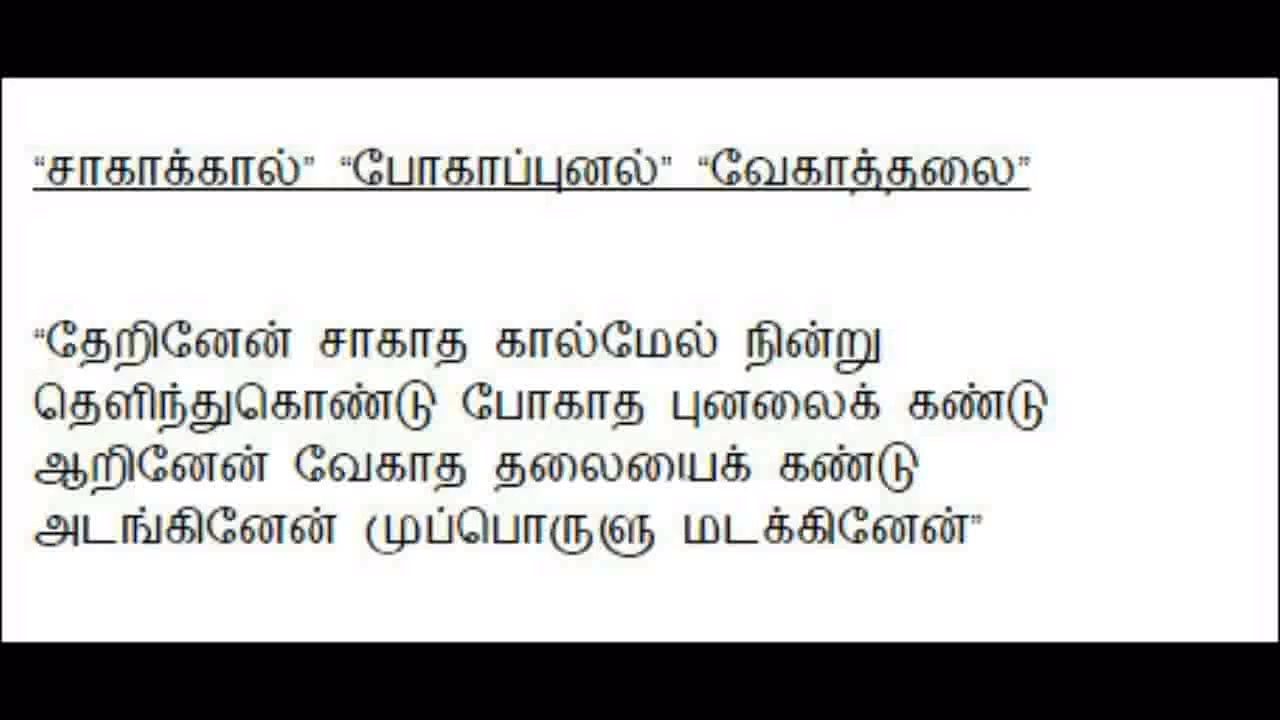 “சாகாக்கால்” “போகாப்புனல்” “வேகாத்தலை”
“தேறினேன் சாகாத கால்மேல் நின்று
தெளிந்துகொண்டு போகாத புனலைக் கண்டு
ஆறினேன் வேகாத தலையைக் கண்டு
அடங்கினேன் முப்பொருளு மடக்கினேன்”